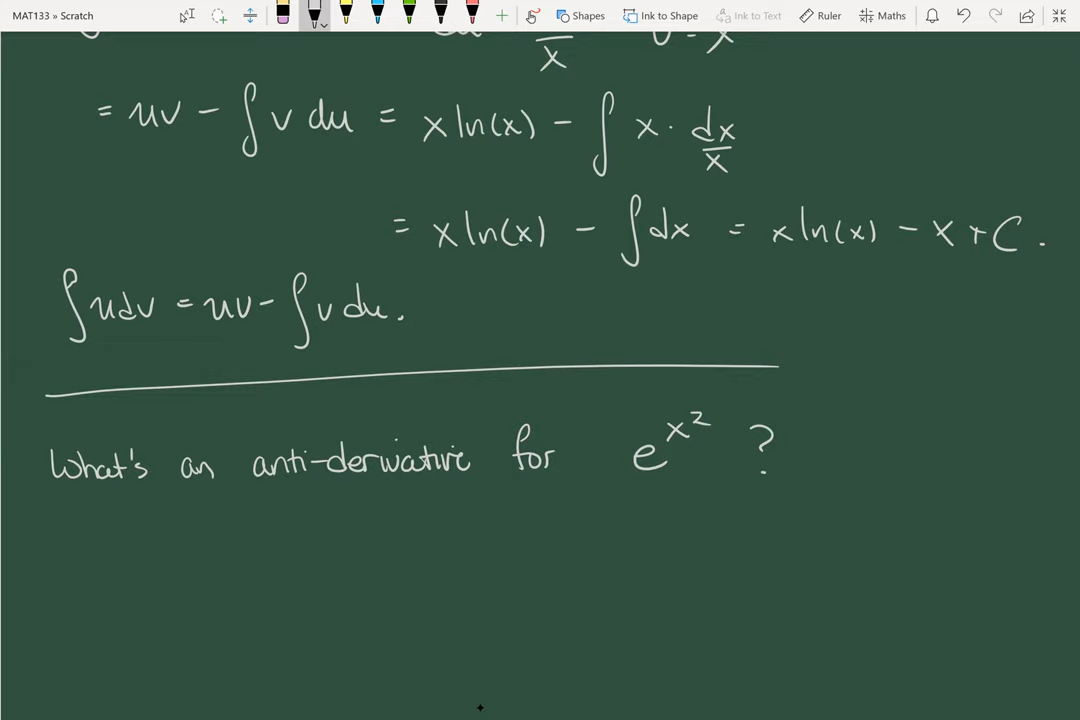 MAT133 » Scratch Shapes Ink to Shape Ink to Text Ruler Maths
x v = x
= uv - ∫ v du = x ln(x) - ∫ x · dx/x
= x ln(x) - ∫ dx = x ln(x) - x + C.
∫ u dv = uv - ∫ v du.
What's an anti-derivative for e^{x^2} ?